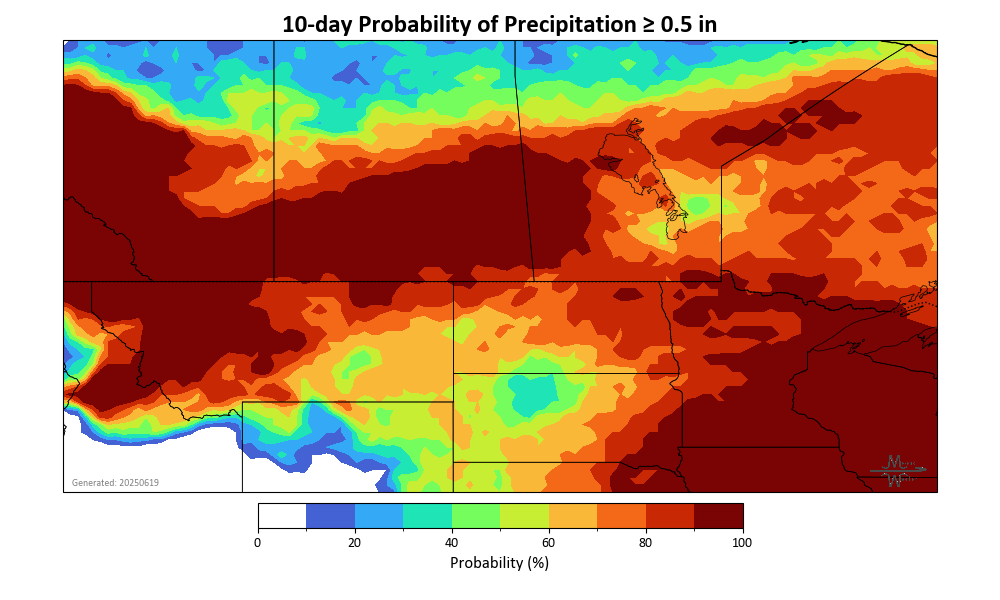 10-day Probability of Precipitation ≥ 0.5 in
Generated: 20250619
0 20 40 60 80 100
Probability (%)